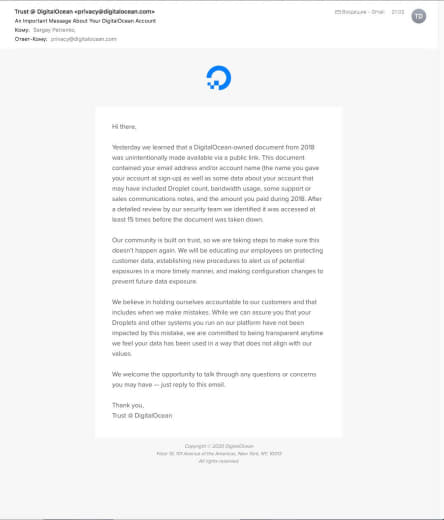 Trust @ DigitalOcean <privacy@digitalocean.com>
Входящие - Gmail 21:02
TD
An Important Message About Your DigitalOcean Account
Кому: Sergey Petrenko,
Ответ-Кому: privacy@digitalocean.com
Hi there,
Yesterday we learned that a DigitalOcean-owned document from 2018
was unintentionally made available via a public link. This document
contained your email address and/or account name (the name you gave
your account at sign-up) as well as some data about your account that
may have included Droplet count, bandwidth usage, some support or
sales communications notes, and the amount you paid during 2018. After
a detailed review by our security team we identified it was accessed at
least 15 times before the document was taken down.
Our community is built on trust, so we are taking steps to make sure this
doesn't happen again. We will be educating our employees on protecting
customer data, establishing new procedures to alert us of potential
exposures in a more timely manner, and making configuration changes to
prevent future data exposure.
We believe in holding ourselves accountable to our customers and that
includes when we make mistakes. While we can assure you that your
Droplets and other systems you run on our platform have not been
impacted by this mistake, we are committed to being transparent anytime
we feel your data has been used in a way that does not align with our
values.
We welcome the opportunity to talk through any questions or concerns
you may have — just reply to this email.
Thank you,
Trust @ DigitalOcean
Copyright © 2020 DigitalOcean
Floor 10, 101 Avenue of the Americas, New York, NY, 10013
All rights reserved